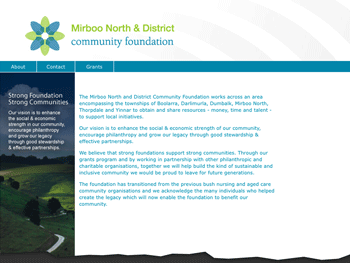 Mirboo North & District
community foundation
About
Contact
Grants
Strong Foundation
Strong Communities
Our vision is to enhance the
social & economic
strength in our community,
encourage philanthropy
and grow our legacy
through good stewardship
& effective partnerships.
The Mirboo North and District Community Foundation works across an area
encompassing the townships of Boolarra, Darlimurla, Dumbalk, Mirboo North,
Thorpdale and Yinnar to obtain and share resources - money, time and talent -
to support local initiatives.
Our vision is to enhance the social & economic strength of our community,
encourage philanthropy and grow our legacy through good stewardship &
effective partnerships.
We believe that strong foundations support strong communities. Through our
grants program and by working in partnership with other philanthropic and
charitable organisations, together we will help build the kind of sustainable and
inclusive community we would be proud to leave for future generations.
The foundation has transitioned from the previous bush nursing and aged care
community organisations and we acknowledge the many individuals who helped
create the legacy which will now enable the foundation to benefit our
community.